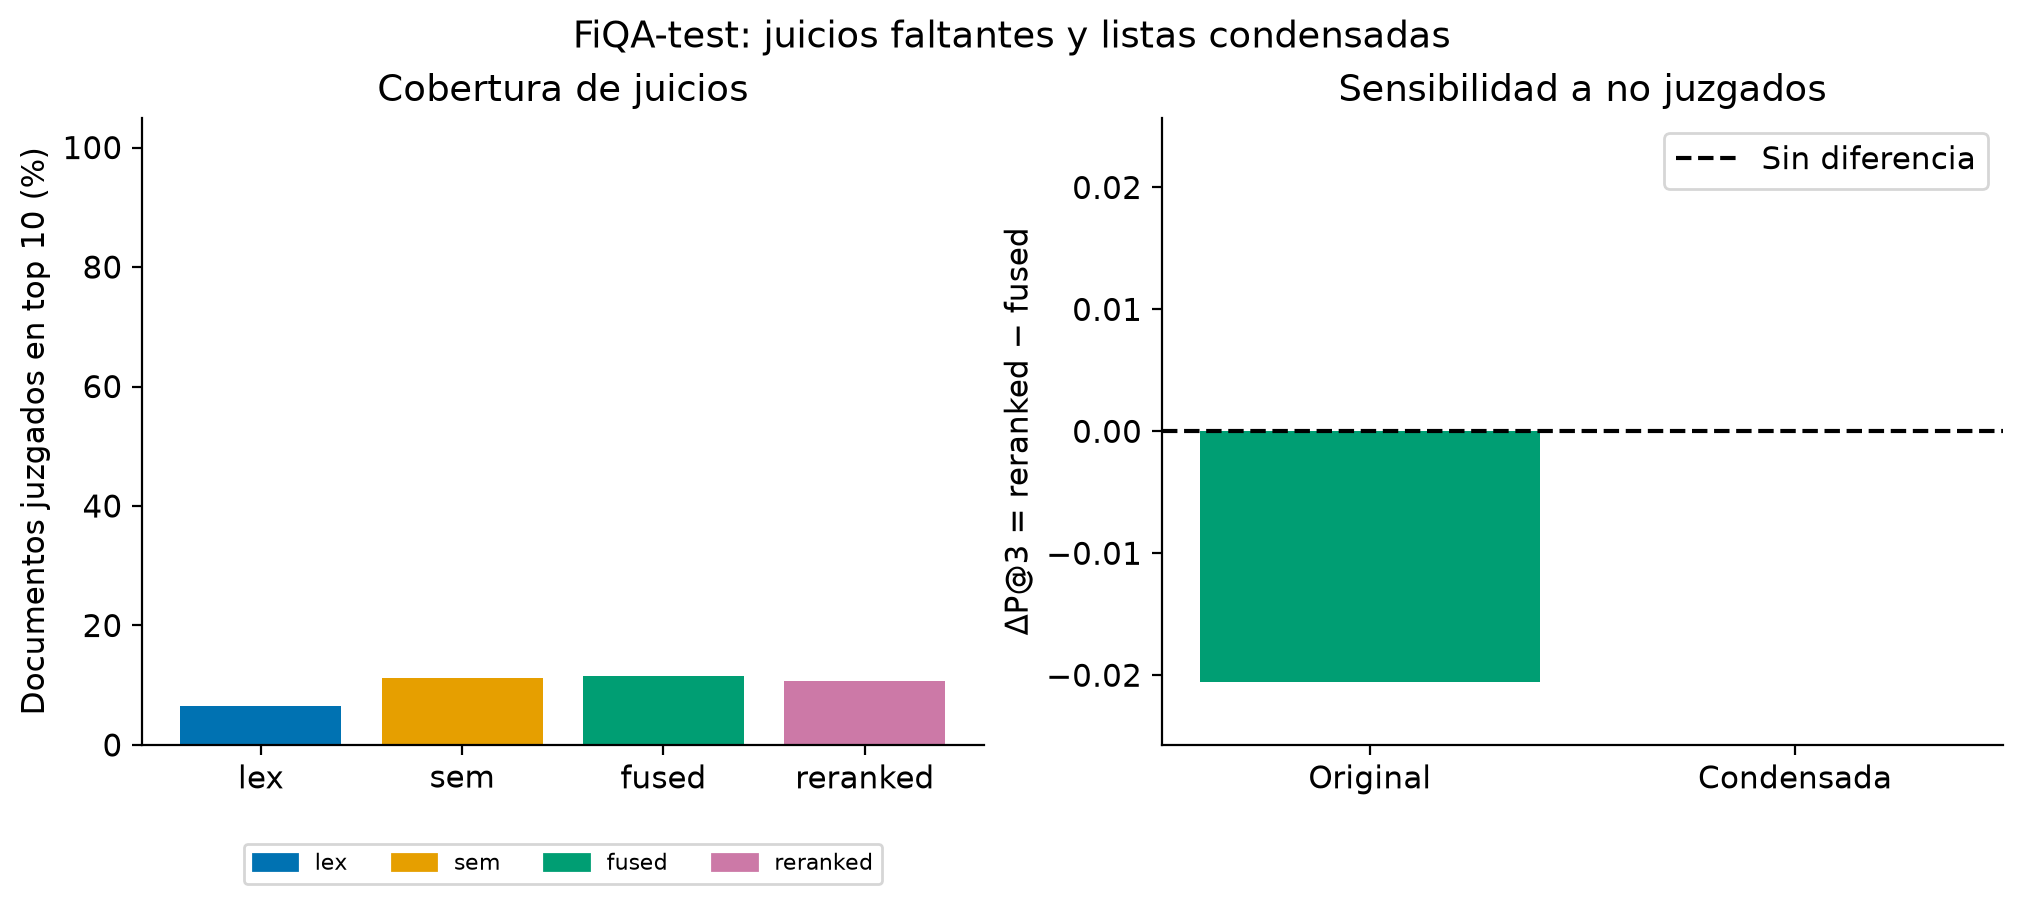 FiQA-test: juicios faltantes y listas condensadas
Cobertura de juicios
Documentos juzgados en top 10 (%)
100
80
60
40
20
0
lex
sem
fused
reranked
lex
sem
fused
reranked
Sensibilidad a no juzgados
ΔP@3 = reranked − fused
0.02
0.01
0.00
−0.01
−0.02
Sin diferencia
Original
Condensada